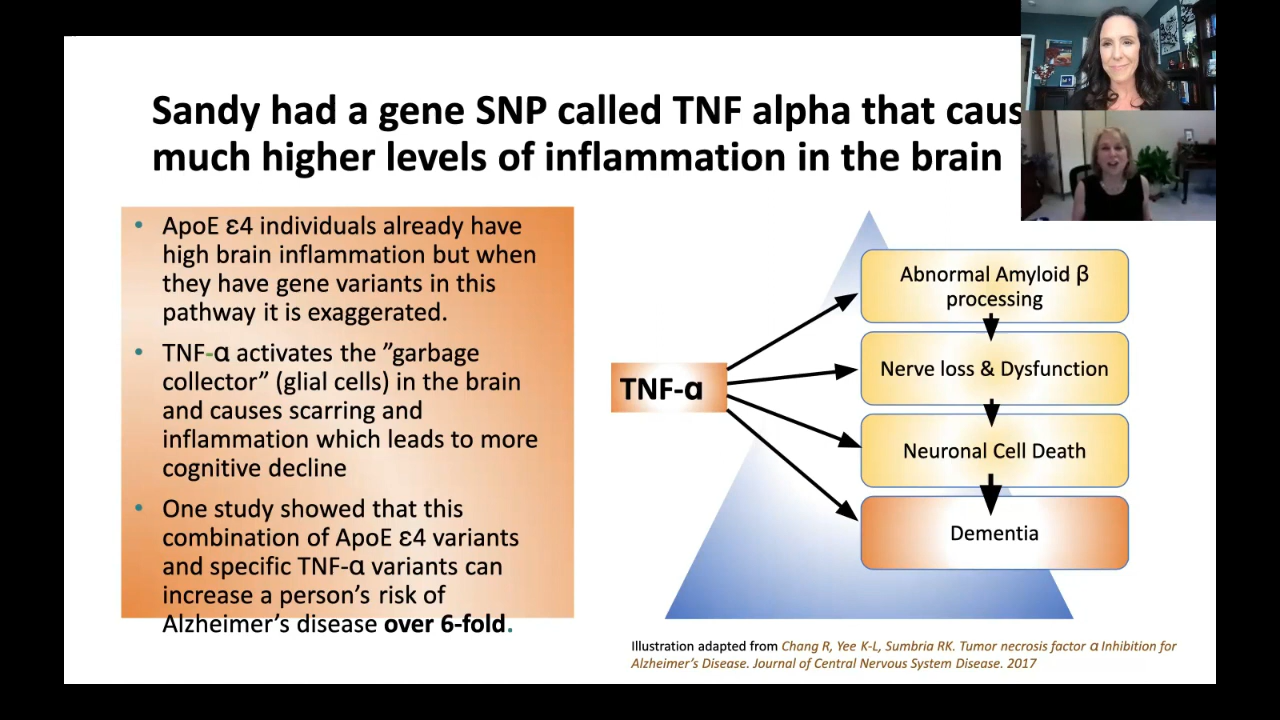 Sandy had a gene SNP called TNF alpha that caus
much higher levels of inflammation in the brain
• ApoE ε4 individuals already have
high brain inflammation but when
they have gene variants in this
pathway it is exaggerated.
• TNF-α activates the ”garbage
collector” (glial cells) in the brain
and causes scarring and
inflammation which leads to more
cognitive decline
• One study showed that this
combination of ApoE ε4 variants
and specific TNF-α variants can
increase a person’s risk of
Alzheimer’s disease over 6-fold.
TNF-α
Abnormal Amyloid β
processing
Nerve loss & Dysfunction
Neuronal Cell Death
Dementia
Illustration adapted from Chang R, Yee K-L, Sumbria RK. Tumor necrosis factor α Inhibition for
Alzheimer’s Disease. Journal of Central Nervous System Disease. 2017